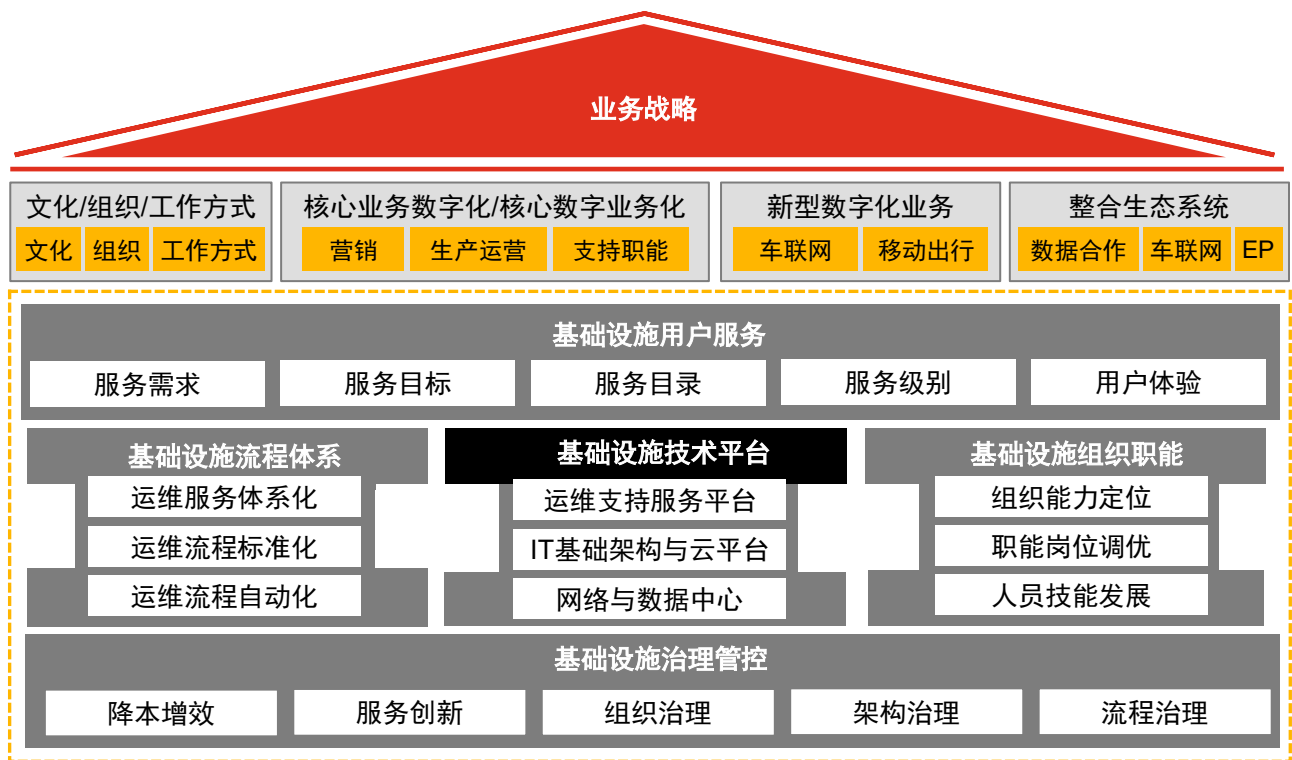 业务战略
文化/组织/工作方式
文化 组织 工作方式
核心业务数字化/核心数字业务化
营销 生产运营 支持职能
新型数字化业务
车联网 移动出行
整合生态系统
数据合作 车联网 EP
基础设施用户服务
服务需求 服务目标 服务目录 服务级别 用户体验
基础设施流程体系
运维服务体系化
运维流程标准化
运维流程自动化
基础设施技术平台
运维支持服务平台
IT基础架构与云平台
网络与数据中心
基础设施组织职能
组织能力定位
职能岗位调优
人员技能发展
基础设施治理管控
降本增效 服务创新 组织治理 架构治理 流程治理